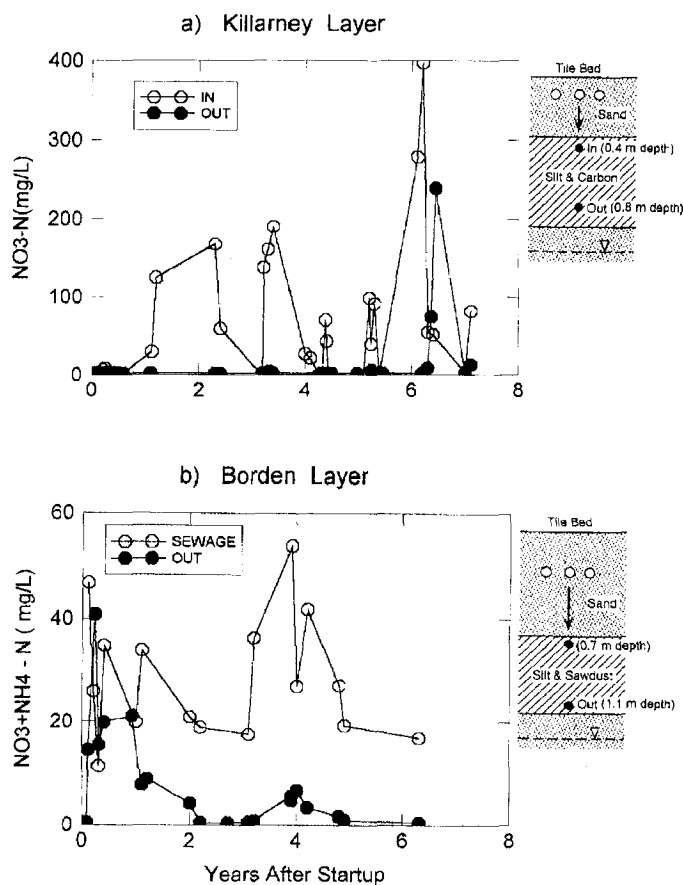 a) Killarney Layer
NO3-N(mg/L)
400
300
200
100
0
IN
OUT
0
2
4
6
8
Tile Bed
Sand
In (0.4 m depth)
Silt & Carbon
Out (0.8 m depth)
b) Borden Layer
NO3+NH4 - N ( mg/L)
60
40
20
0
SEWAGE
OUT
0
2
4
6
8
Years After Startup
Tile Bed
Sand
(0.7 m depth)
Silt & Sawdust
Out (1.1 m depth)